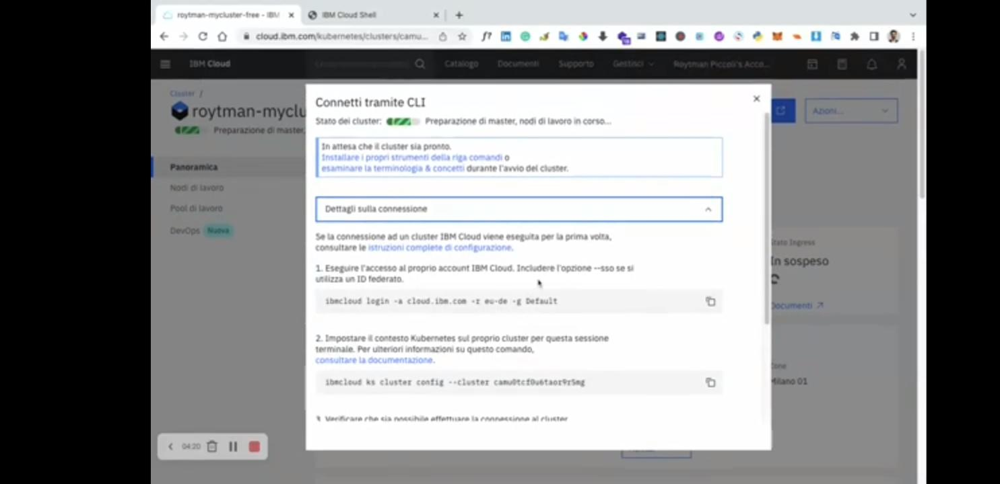 roytman-mycluster-free - IBM
IBM Cloud Shell
cloud.ibm.com/kubernetes/clusters/camu...
f?
IBM Cloud
Catalogo
Documenti
Supporto
Gestisci
Roytman Piccoli's Acco...
Cluster /
roytman-myclu
Preparazione di master,
Azioni...
Panoramica
Nodi di lavoro
Pool di lavoro
DevOps
Nuova
Connetti tramite CLI
Stato del cluster: Preparazione di master, nodi di lavoro in corso...
In attesa che il cluster sia pronto.
Installare i propri strumenti della riga comandi o
esaminare la terminologia & concetti durante l'avvio del cluster.
Dettagli sulla connessione
Se la connessione ad un cluster IBM Cloud viene eseguita per la prima volta,
consultare le istruzioni complete di configurazione.
1. Eseguire l'accesso al proprio account IBM Cloud. Includere l'opzione --sso se si
utilizza un ID federato.
ibmcloud login -a cloud.ibm.com -r eu-de -g Default
2. Impostare il contesto Kubernetes sul proprio cluster per questa sessione
terminale. Per ulteriori informazioni su questo comando,
consultare la documentazione.
ibmcloud ks cluster config --cluster camu0tcf0u6taor9r5mg
3. Verificare che sia possibile effettuare la connessione al cluster
Stato Ingress
In sospeso
Documenti
Zone
Milano 01
04:20